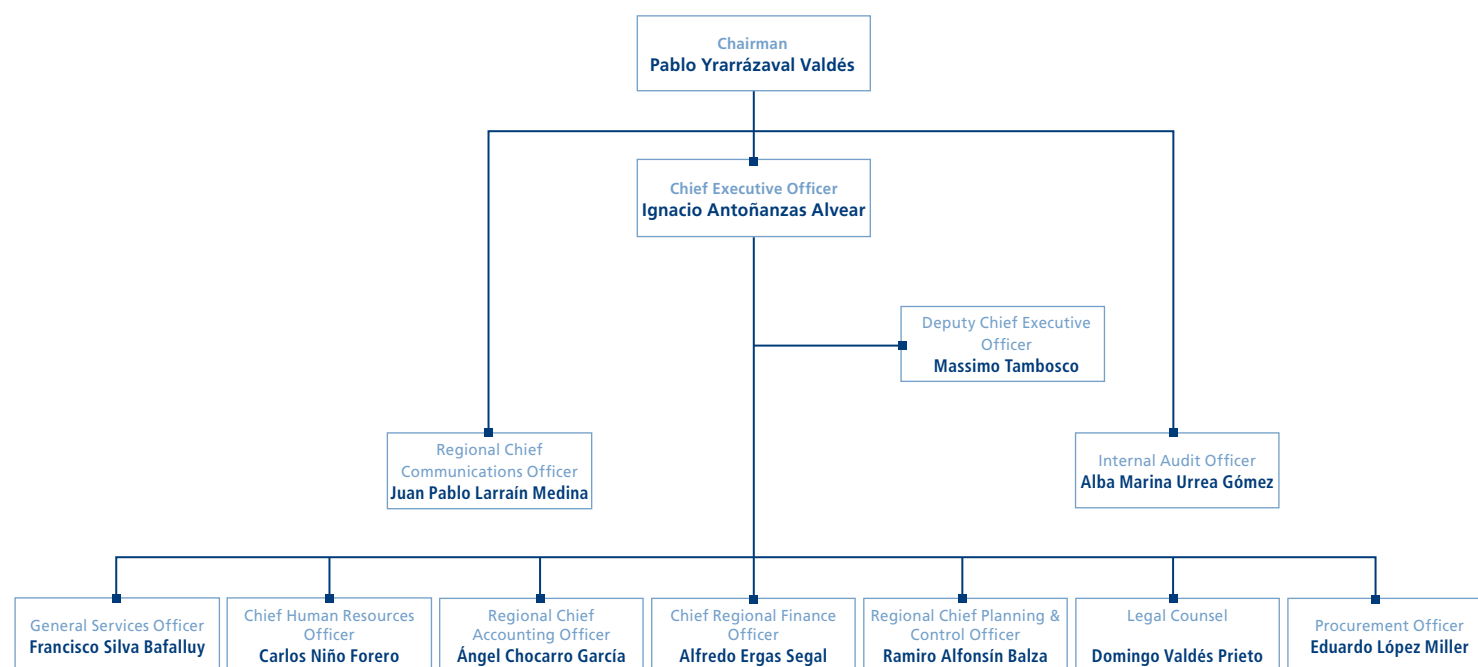 Chairman
Pablo Yrarrázaval Valdés
Chief Executive Officer
Ignacio Antoñanzas Alvear
Deputy Chief Executive
Officer
Massimo Tambosco
Regional Chief
Communications Officer
Juan Pablo Larraín Medina
Internal Audit Officer
Alba Marina Urrea Gómez
General Services Officer
Francisco Silva Bafalluy
Chief Human Resources
Officer
Carlos Niño Forero
Regional Chief
Accounting Officer
Ángel Chocarro García
Chief Regional Finance
Officer
Alfredo Ergas Segal
Regional Chief Planning &
Control Officer
Ramiro Alfonsín Balza
Legal Counsel
Domingo Valdés Prieto
Procurement Officer
Eduardo López Miller